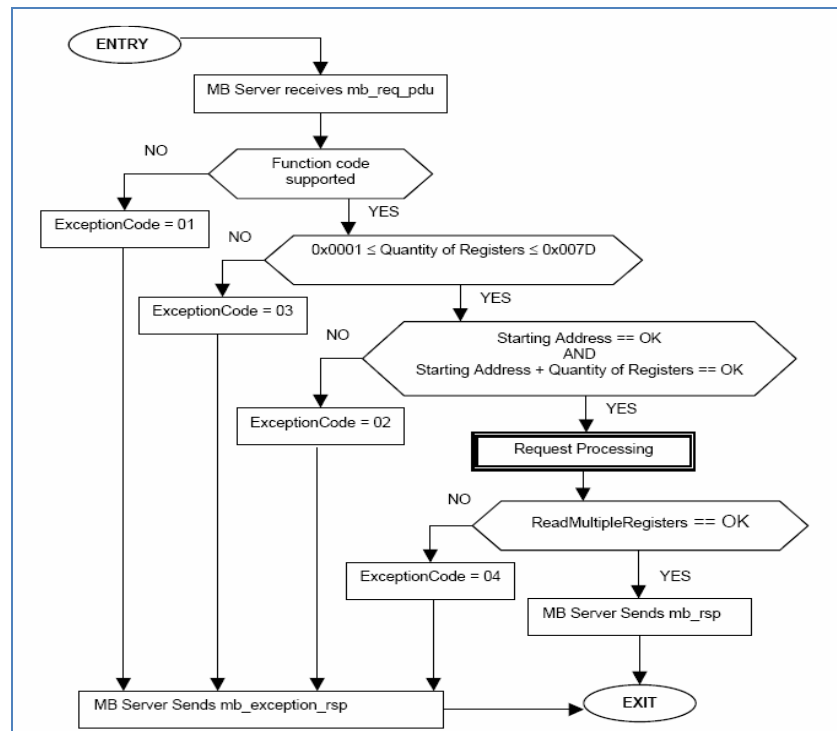 ENTRY
MB Server receives mb_req_pdu
NO
Function code
supported
YES
ExceptionCode = 01
NO
0x0001 ≤ Quantity of Registers ≤ 0x007D
YES
ExceptionCode = 03
NO
Starting Address == OK
AND
Starting Address + Quantity of Registers == OK
YES
ExceptionCode = 02
Request Processing
NO
ReadMultipleRegisters == OK
YES
ExceptionCode = 04
MB Server Sends mb_rsp
MB Server Sends mb_exception_rsp
EXIT